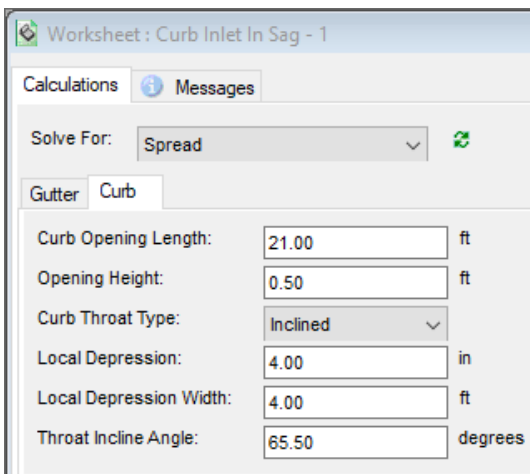 Worksheet : Curb Inlet In Sag - 1
Calculations Messages
Solve For: Spread
Gutter Curb
Curb Opening Length: 21.00 ft
Opening Height: 0.50 ft
Curb Throat Type: Inclined
Local Depression: 4.00 in
Local Depression Width: 4.00 ft
Throat Incline Angle: 65.50 degrees